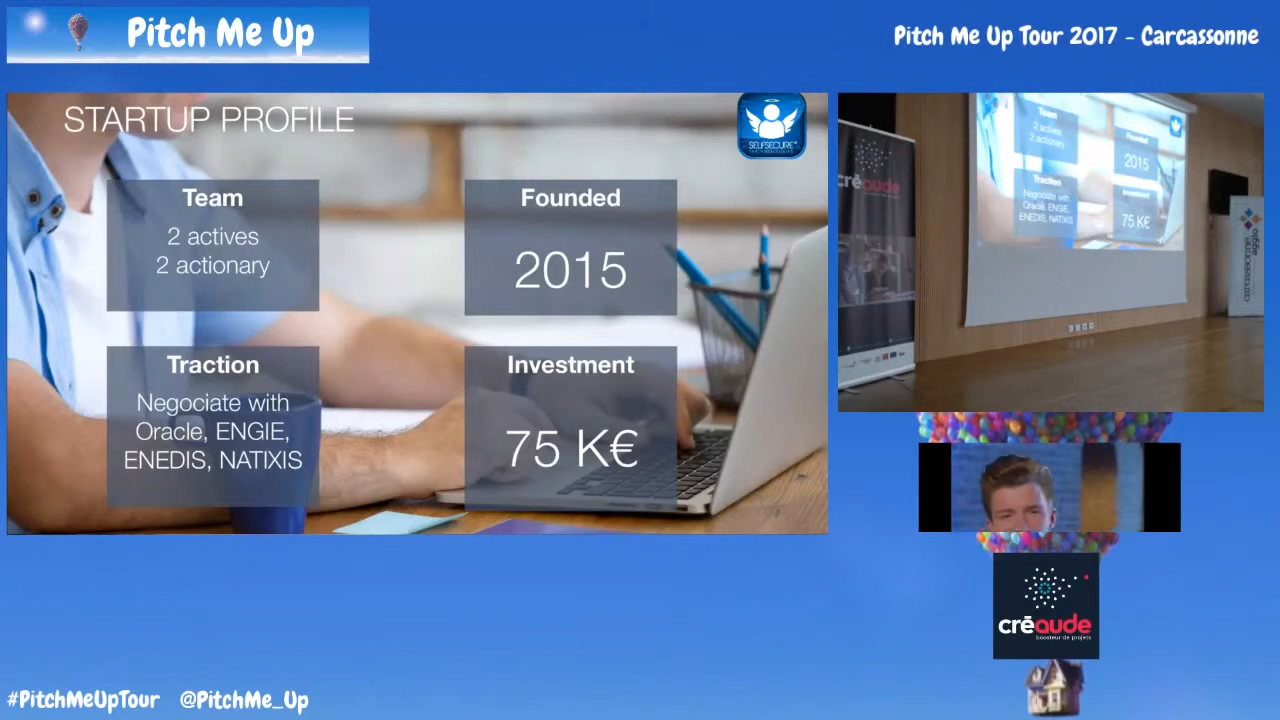 Pitch Me Up
Pitch Me Up Tour 2017 - Carcassonne
STARTUP PROFILE
SELFSECURE
Team
2 actives
2 actionary
Founded
2015
Traction
Negociate with
Oracle, ENGIE,
ENEDIS, NATIXIS
Investment
75 K€
créaude
Team
2 actives
2 actionary
Founded
2015
Traction
Negociate with
Oracle, ENGIE,
ENEDIS, NATIXIS
Investment
75 K€
créaude
boosteur de projets
#PitchMeUpTour @PitchMe_Up